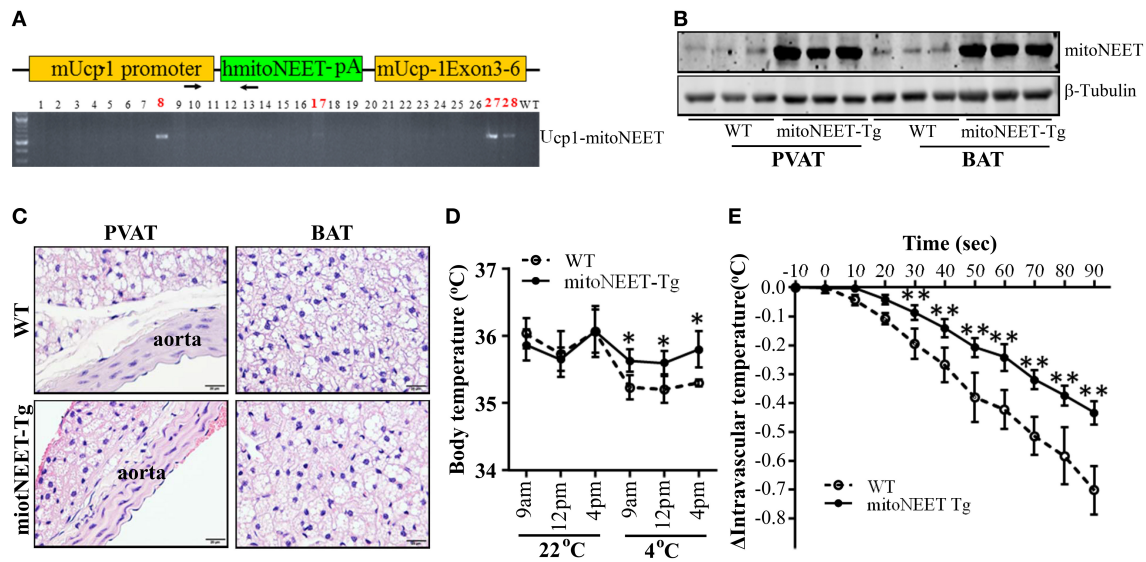 A
mUcp1 promoter hmitoNEET-pA mUcp-1Exon3-6
1 2 3 4 5 6 7 8 9 10 11 12 13 14 15 16 17 18 19 20 21 22 23 24 25 26 27 28 WT
Ucp1-mitoNEET
B
mitoNEET
β-Tubulin
WT mitoNEET-Tg WT mitoNEET-Tg
PVAT BAT
C
PVAT BAT
WT
aorta
miotNEET-Tg
aorta
D
WT
mitoNEET-Tg
Body temperature (°C)
37
36
35
34
* * *
9am 12pm 4pm 9am 12pm 4pm
22°C 4°C
E
Time (sec)
-10 0 10 20 30 40 50 60 70 80 90
ΔIntravascular temperature(°C)
0.0
-0.1
-0.2
-0.3
-0.4
-0.5
-0.6
-0.7
-0.8
** ** ** ** ** ** **
WT
mitoNEET Tg